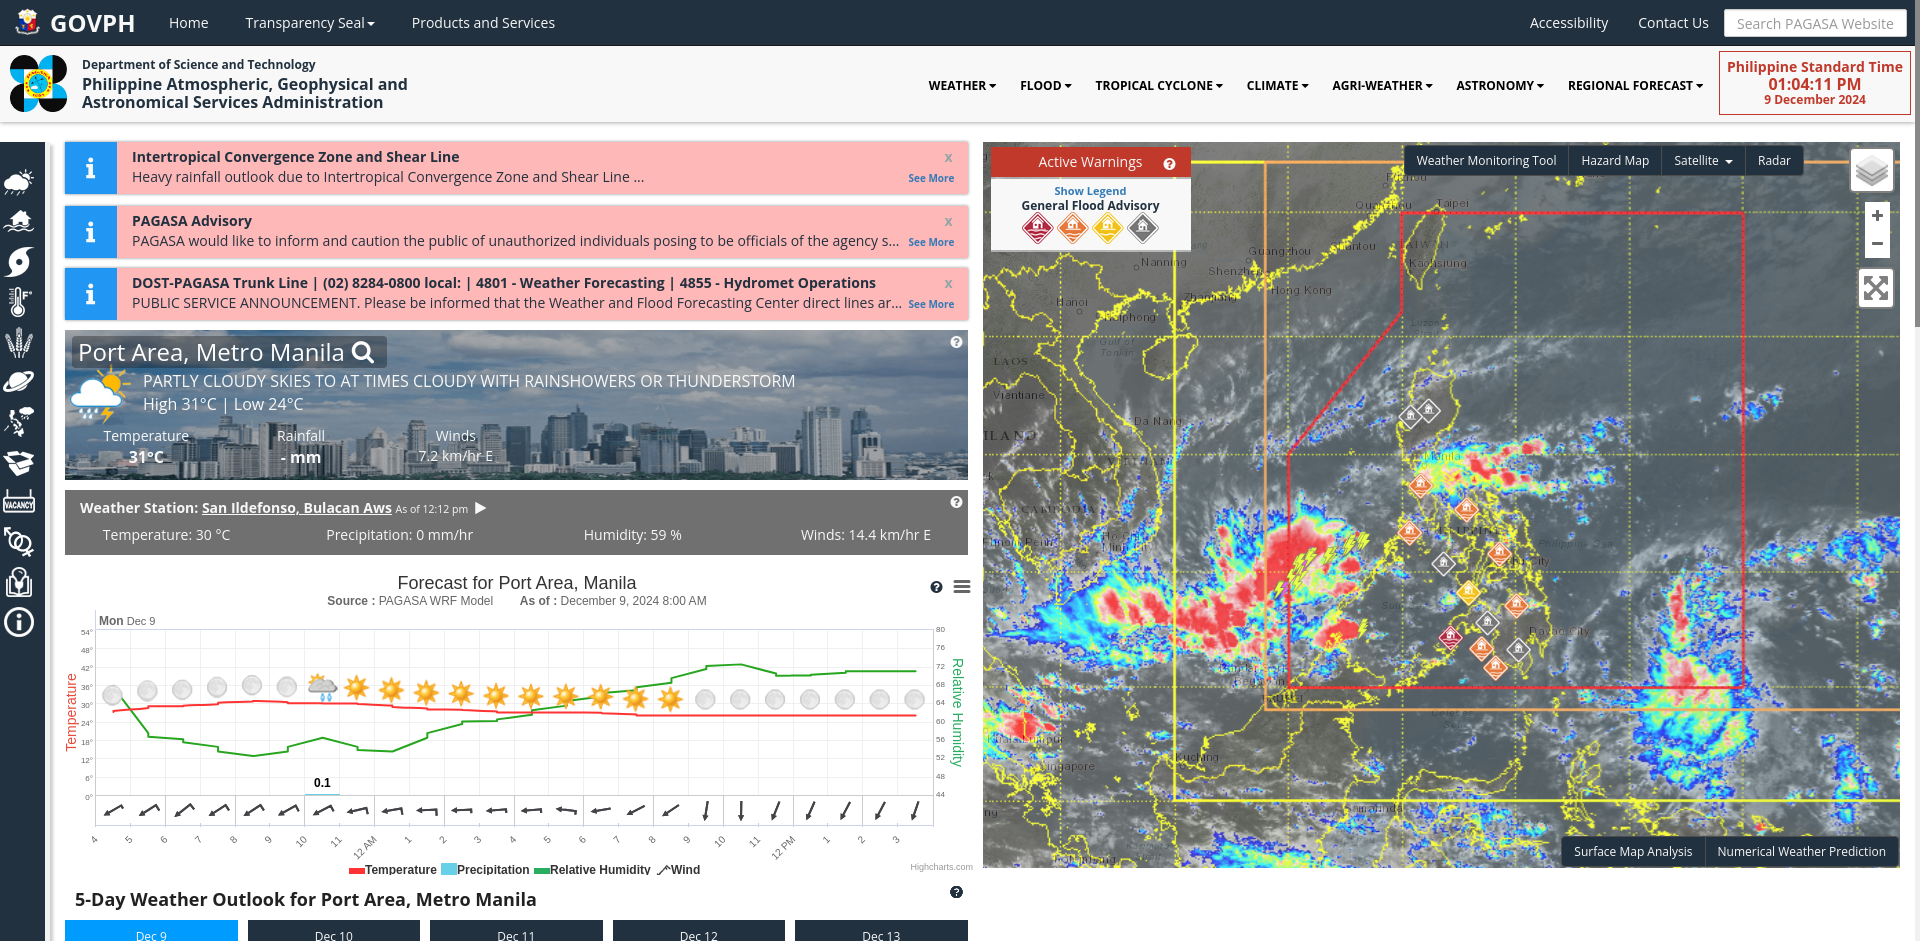 GOVPH
Home
Transparency Seal
Products and Services
Accessibility
Contact Us
Search PAGASA Website
Department of Science and Technology
Philippine Atmospheric, Geophysical and
Astronomical Services Administration
WEATHER
FLOOD
TROPICAL CYCLONE
CLIMATE
AGRI-WEATHER
ASTRONOMY
REGIONAL FORECAST
Philippine Standard Time
01:04:11 PM
9 December 2024
Intertropical Convergence Zone and Shear Line
x
Heavy rainfall outlook due to Intertropical Convergence Zone and Shear Line ...
See More
PAGASA Advisory
x
PAGASA would like to inform and caution the public of unauthorized individuals posing to be officials of the agency s...
See More
DOST-PAGASA Trunk Line | (02) 8284-0800 local: | 4801 - Weather Forecasting | 4855 - Hydromet Operations
x
PUBLIC SERVICE ANNOUNCEMENT. Please be informed that the Weather and Flood Forecasting Center direct lines ar...
See More
VACANCY
Port Area, Metro Manila
PARTLY CLOUDY SKIES TO AT TIMES CLOUDY WITH RAINSHOWERS OR THUNDERSTORM
High 31°C | Low 24°C
Temperature
31°C
Rainfall
- mm
Winds
7.2 km/hr E
Weather Station: San Ildefonso, Bulacan Aws As of 12:12 pm
Temperature: 30 °C
Precipitation: 0 mm/hr
Humidity: 59 %
Winds: 14.4 km/hr E
Forecast for Port Area, Manila
Source : PAGASA WRF Model As of : December 9, 2024 8:00 AM
Mon Dec 9
Temperature
54°
48°
42°
36°
30°
24°
18°
12°
6°
0°
80
76
72
68
64
60
56
52
48
44
Relative Humidity
0.1
4 5 6 7 8 9 10 11 12 AM 1 2 3 4 5 6 7 8 9 10 11 12 PM 1 2 3
Temperature Precipitation Relative Humidity Wind
Highcharts.com
5-Day Weather Outlook for Port Area, Metro Manila
Dec 9
Dec 10
Dec 11
Dec 12
Dec 13
Active Warnings
Show Legend
General Flood Advisory
Weather Monitoring Tool
Hazard Map
Satellite
Radar
+
−
Taipei
Guangzhou
Nanning
Shenzhen
Kaohsiung
Hong Kong
Zhanjiang
Hanoi
Haiphong
Gulf of
Tonkin
Luzon
LAOS
Vientiane
Da Nang
Manila
CAMBODIA
Philippine Sea
Davao City
Kuching
Surface Map Analysis
Numerical Weather Prediction